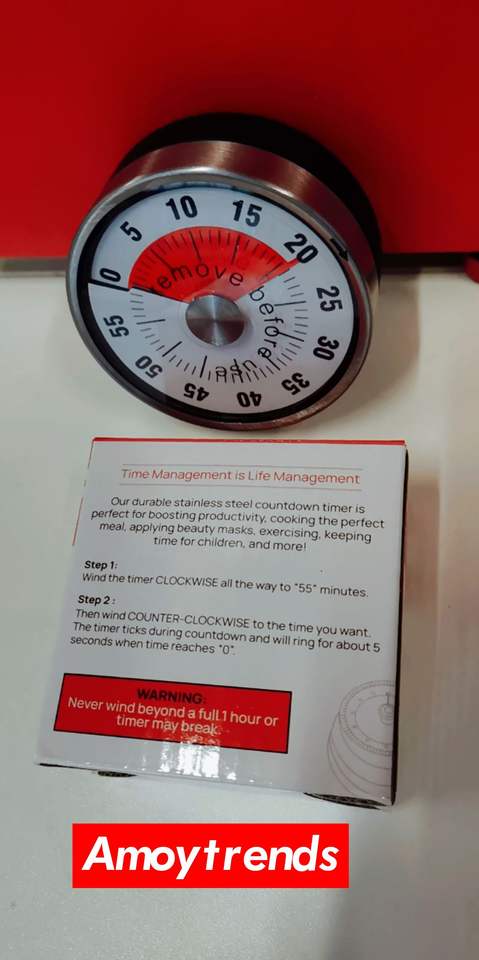 0
5
10
15
20
25
30
35
40
45
50
55
remove before use
Time Management is Life Management
Our durable stainless steel countdown timer is
perfect for boosting productivity, cooking the perfect
meal, applying beauty masks, exercising, keeping
time for children, and more!
Step 1:
Wind the timer CLOCKWISE all the way to "55" minutes.
Step 2 :
Then wind COUNTER-CLOCKWISE to the time you want.
The timer ticks during countdown and will ring for about 5
seconds when time reaches "0".
WARNING:
Never wind beyond a full 1 hour or
timer may break.
Amoytrends